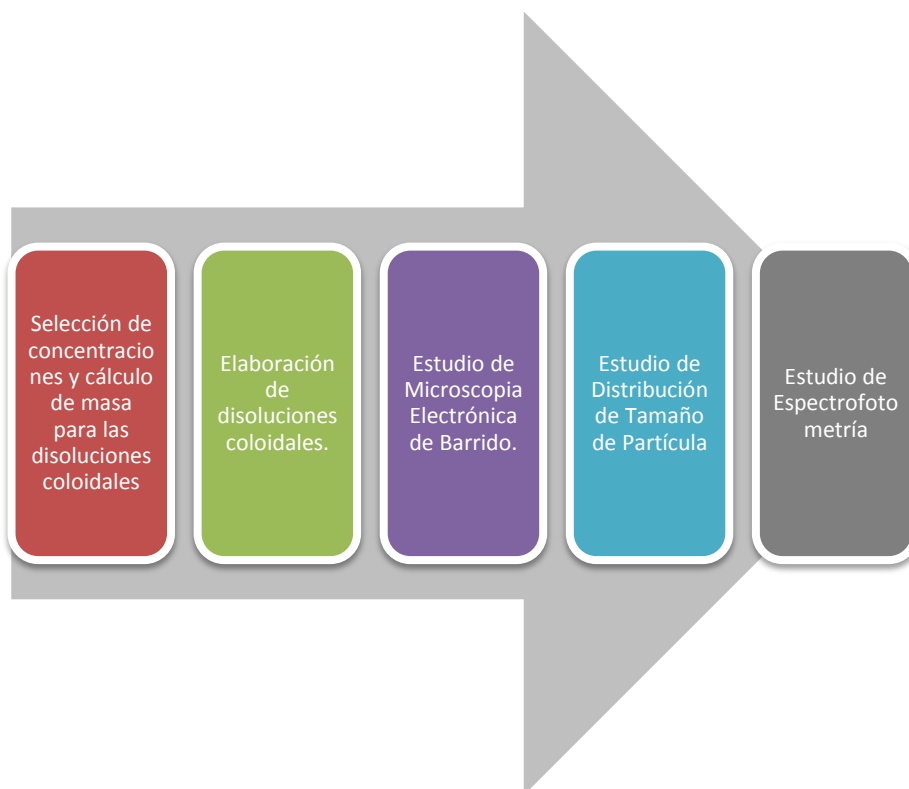 Selección de
concentracio
nes y cálculo
de masa
para las
disoluciones
coloidales
Elaboración
de
disoluciones
coloidales.
Estudio de
Microscopia
Electrónica
de Barrido.
Estudio de
Distribución
de Tamaño
de Partícula
Estudio de
Espectrofoto
metría